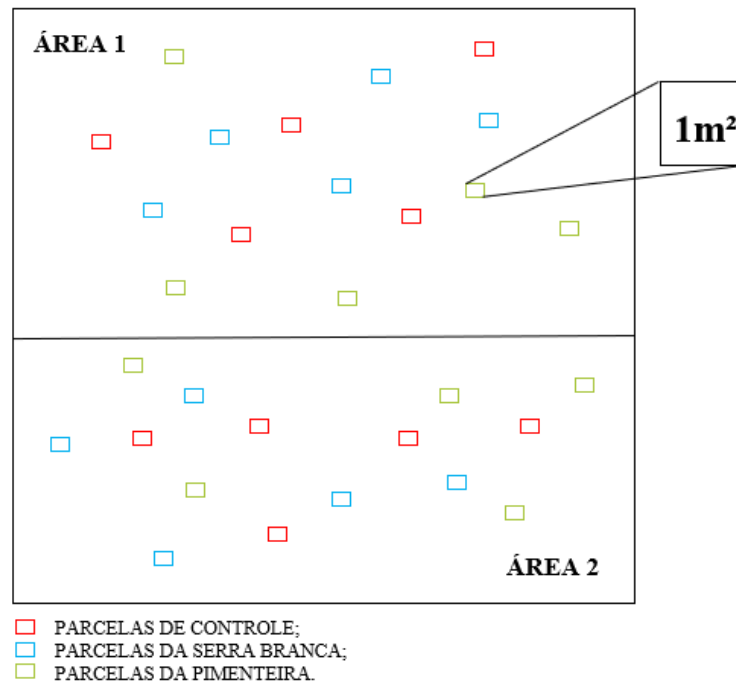 ÁREA 1
1m²
ÁREA 2
PARCELAS DE CONTROLE;
PARCELAS DA SERRA BRANCA;
PARCELAS DA PIMENTEIRA.